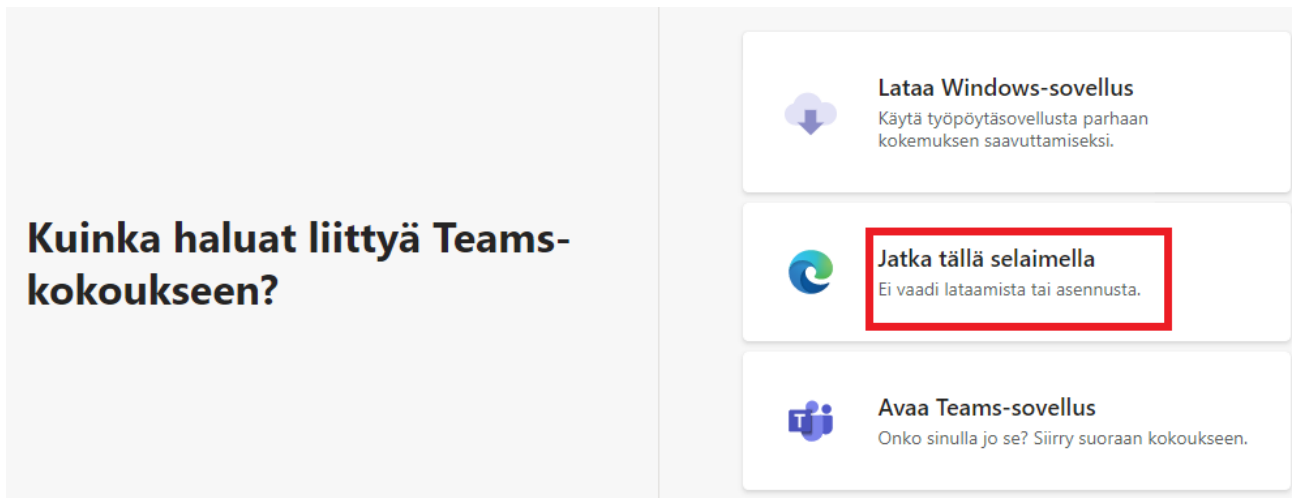 Kuinka haluat liittyä Teams-
kokoukseen?
Lataa Windows-sovellus
Käytä työpöytäsovellusta parhaan
kokemuksen saavuttamiseksi.
Jatka tällä selaimella
Ei vaadi lataamista tai asennusta.
Avaa Teams-sovellus
Onko sinulla jo se? Siirry suoraan kokoukseen.